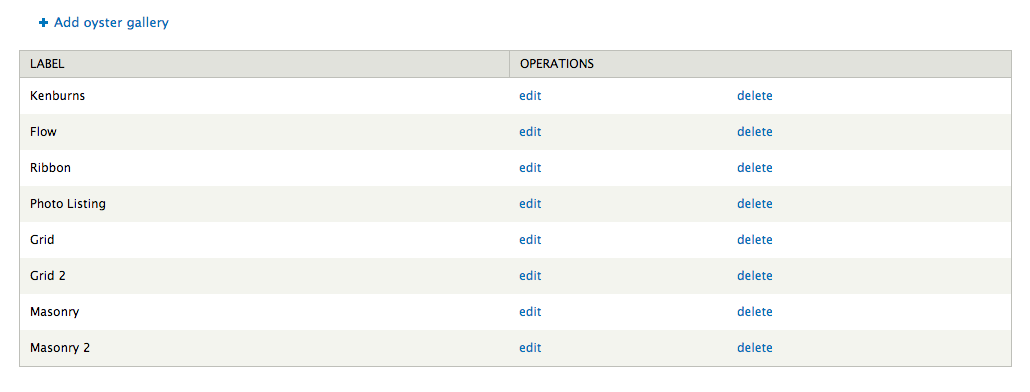 + Add oyster gallery
LABEL OPERATIONS
Kenburns edit delete
Flow edit delete
Ribbon edit delete
Photo Listing edit delete
Grid edit delete
Grid 2 edit delete
Masonry edit delete
Masonry 2 edit delete